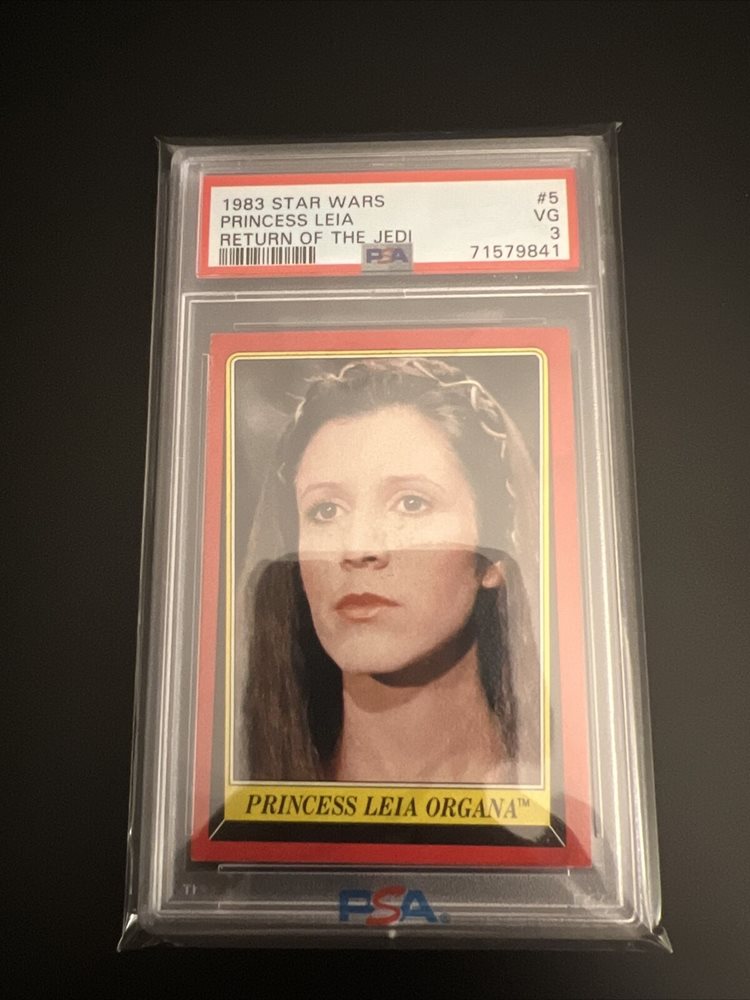 1983 STAR WARS #5
PRINCESS LEIA VG
RETURN OF THE JEDI 3
PSA 71579841
PRINCESS LEIA ORGANA™
PSA®